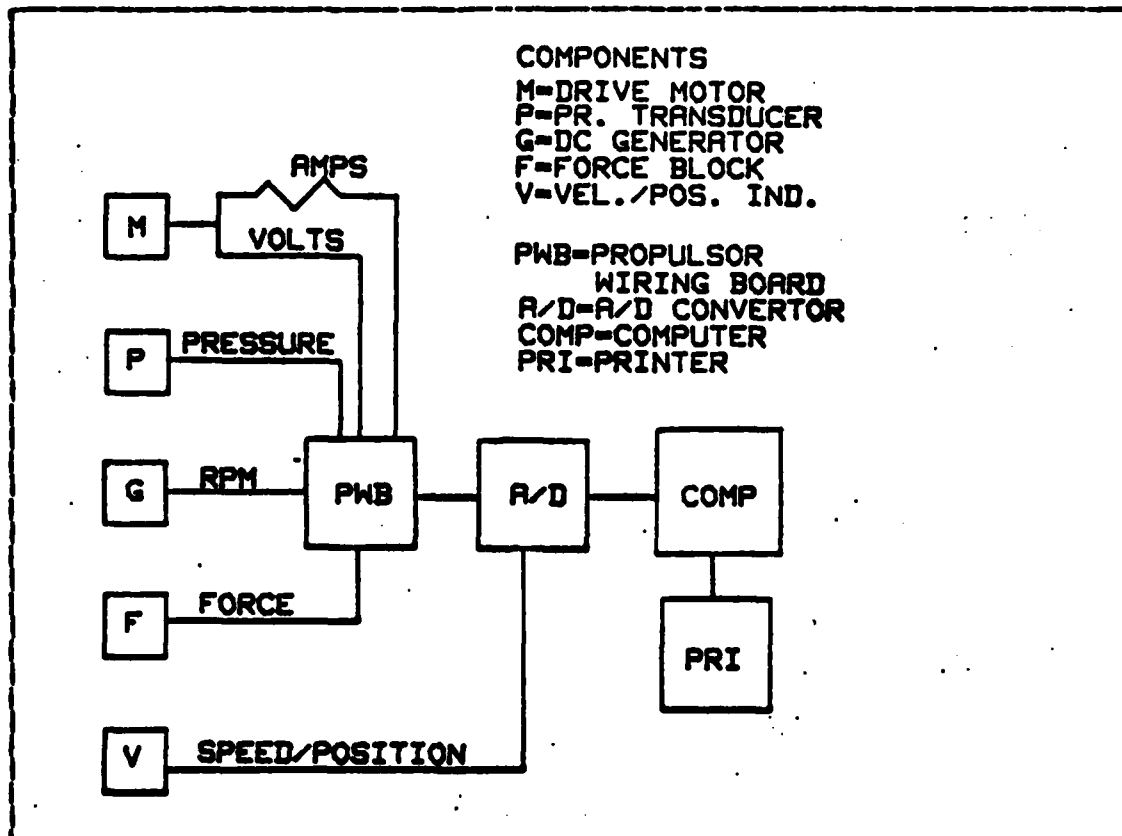 COMPONENTS
M=DRIVE MOTOR
P=PR. TRANSDUCER
G=DC GENERATOR
F=FORCE BLOCK
V=VEL./POS. IND.
PWB=PROPULSOR
WIRING BOARD
A/D=A/D CONVERTOR
COMP=COMPUTER
PRI=PRINTER
AMPS
M
VOLTS
P
PRESSURE
G
RPM
PWB
A/D
COMP
F
FORCE
PRI
V
SPEED/POSITION